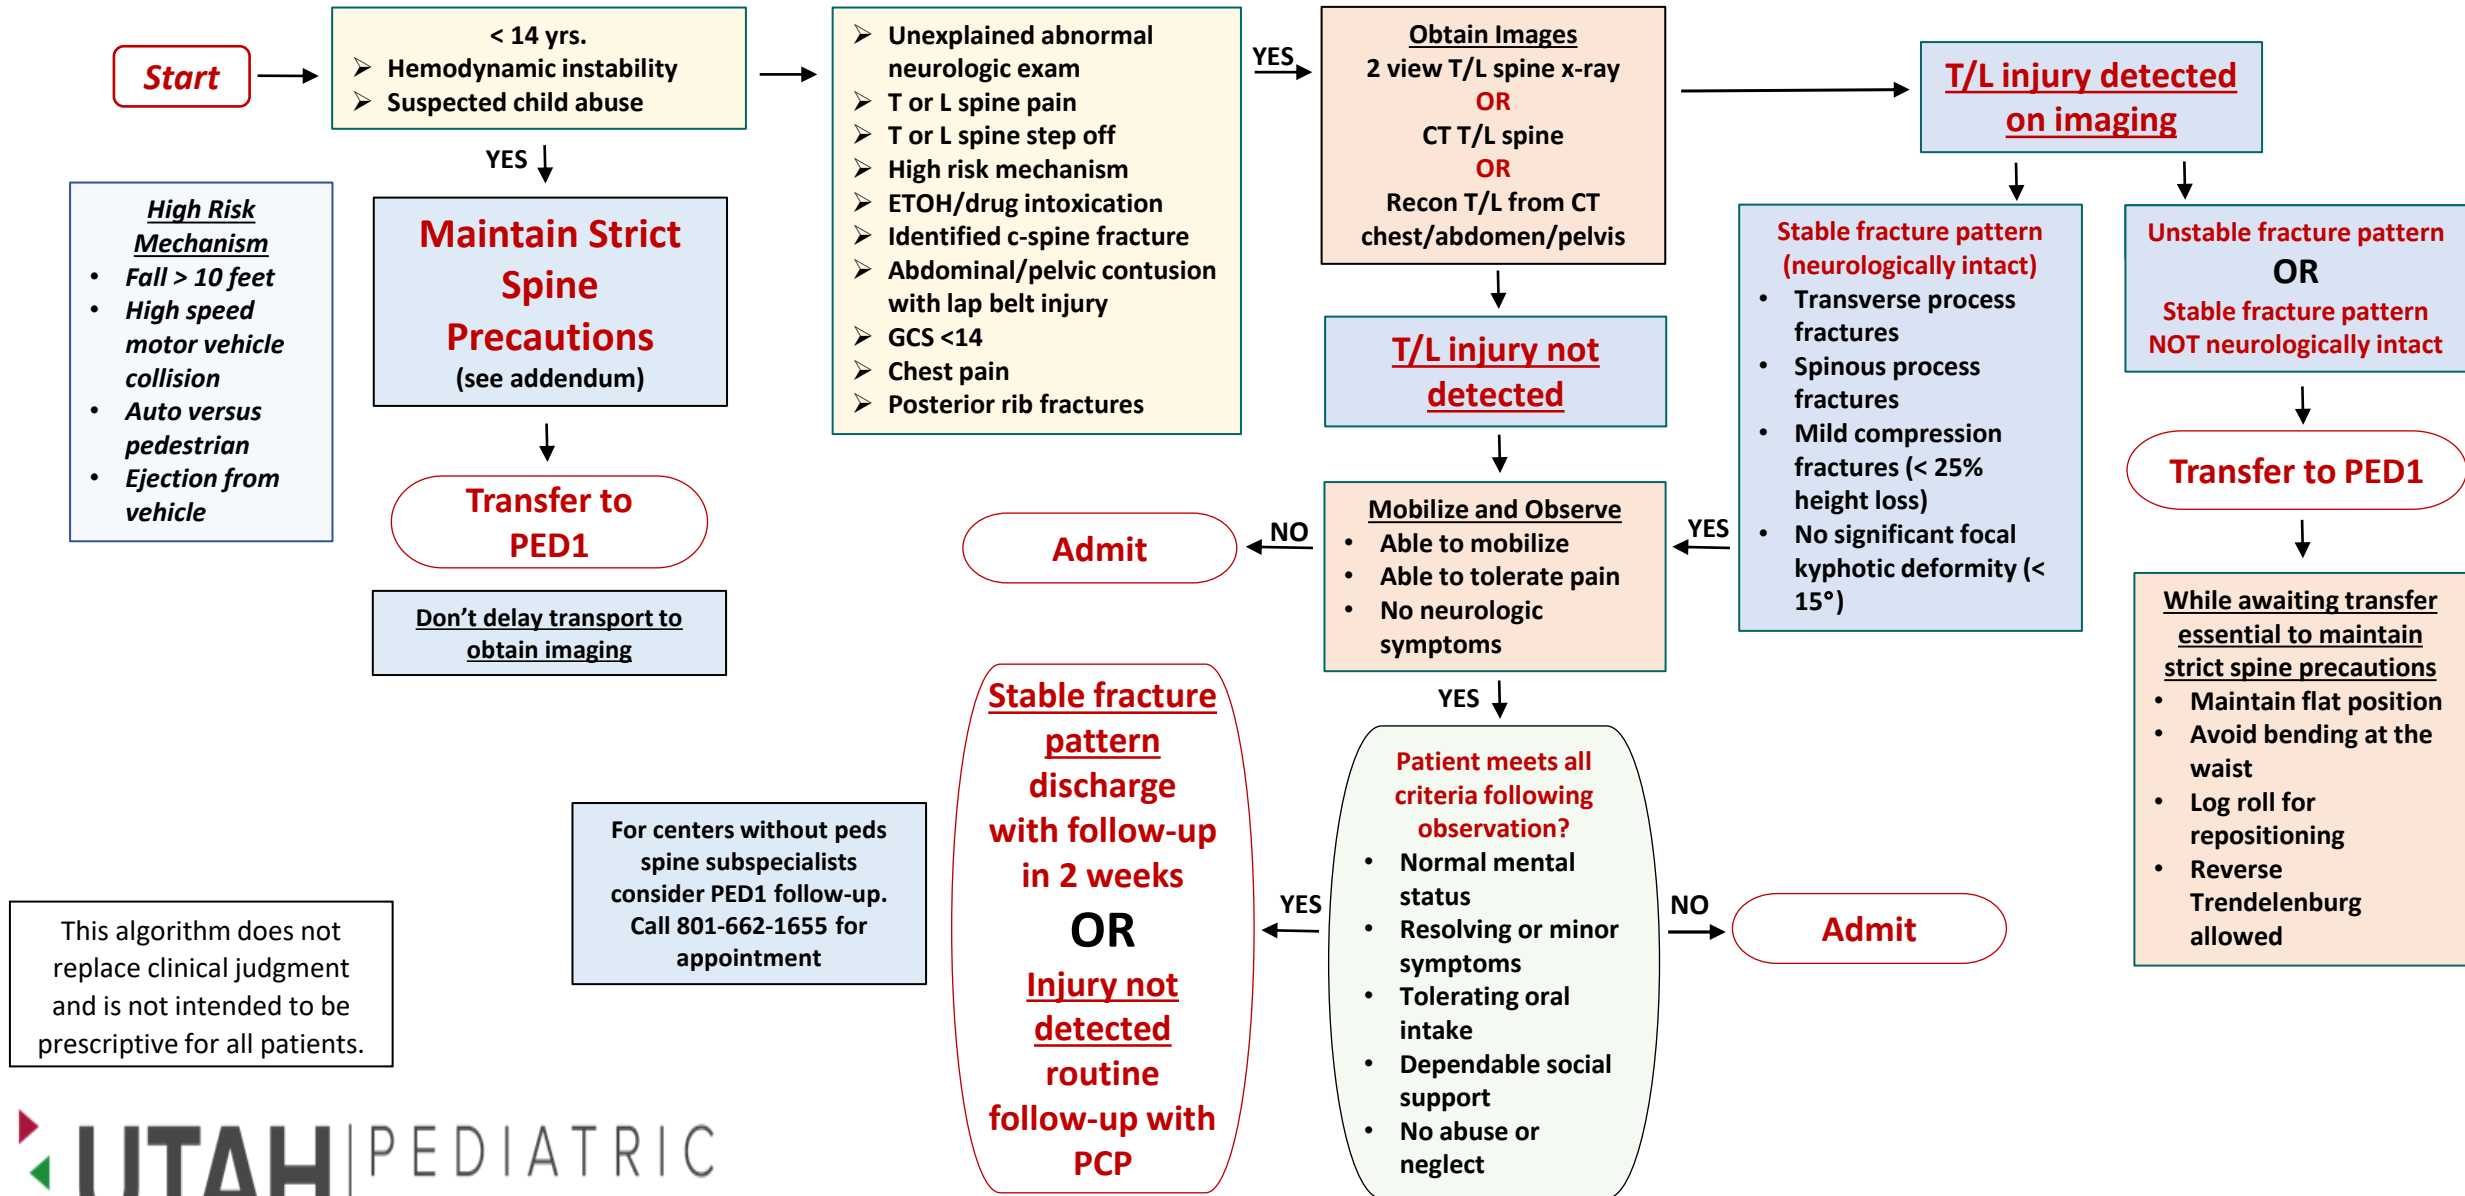 Start
< 14 yrs.
➢ Hemodynamic instability
➢ Suspected child abuse
YES
High Risk
Mechanism
• Fall > 10 feet
• High speed
motor vehicle
collision
• Auto versus
pedestrian
• Ejection from
vehicle
Maintain Strict
Spine
Precautions
(see addendum)
Transfer to
PED1
Don’t delay transport to
obtain imaging
➢ Unexplained abnormal
neurologic exam
➢ T or L spine pain
➢ T or L spine step off
➢ High risk mechanism
➢ ETOH/drug intoxication
➢ Identified c-spine fracture
➢ Abdominal/pelvic contusion
with lap belt injury
➢ GCS <14
➢ Chest pain
➢ Posterior rib fractures
YES
Obtain Images
2 view T/L spine x-ray
OR
CT T/L spine
OR
Recon T/L from CT
chest/abdomen/pelvis
T/L injury not
detected
T/L injury detected
on imaging
Stable fracture pattern
(neurologically intact)
• Transverse process
fractures
• Spinous process
fractures
• Mild compression
fractures (< 25%
height loss)
• No significant focal
kyphotic deformity (<
15°)
Unstable fracture pattern
OR
Stable fracture pattern
NOT neurologically intact
Transfer to PED1
While awaiting transfer
essential to maintain
strict spine precautions
• Maintain flat position
• Avoid bending at the
waist
• Log roll for
repositioning
• Reverse
Trendelenburg
allowed
YES
Mobilize and Observe
• Able to mobilize
• Able to tolerate pain
• No neurologic
symptoms
NO
Admit
YES
Patient meets all
criteria following
observation?
• Normal mental
status
• Resolving or minor
symptoms
• Tolerating oral
intake
• Dependable social
support
• No abuse or
neglect
NO
Admit
YES
Stable fracture
pattern
discharge
with follow-up
in 2 weeks
OR
Injury not
detected
routine
follow-up with
PCP
For centers without peds
spine subspecialists
consider PED1 follow-up.
Call 801-662-1655 for
appointment
This algorithm does not
replace clinical judgment
and is not intended to be
prescriptive for all patients.
UTAH PEDIATRIC